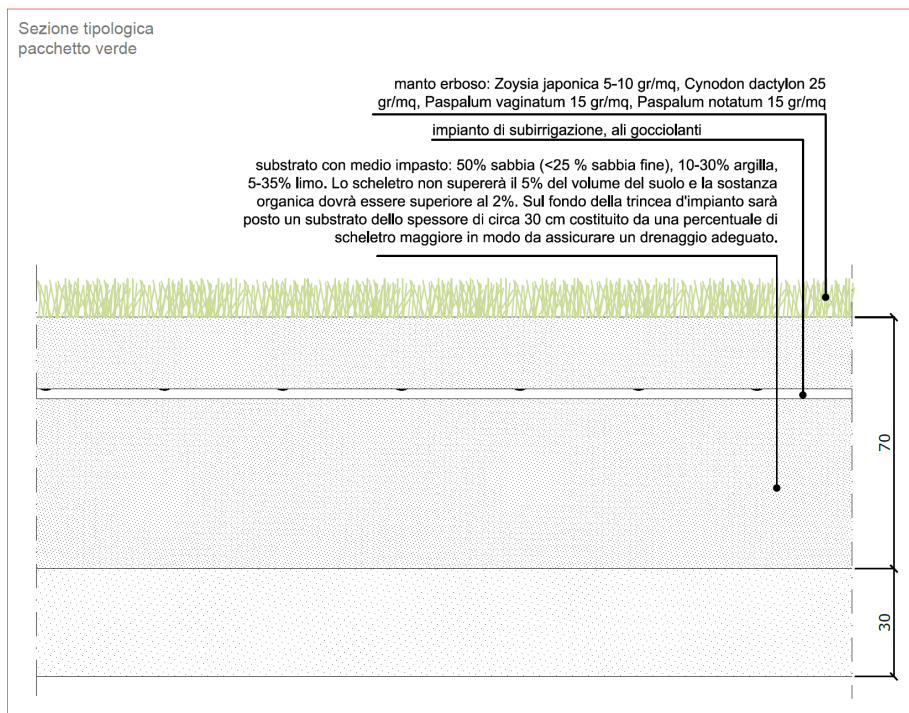 Sezione tipologica
pacchetto verde
manto erboso: Zoysia japonica 5-10 gr/mq, Cynodon dactylon 25
gr/mq, Paspalum vaginatum 15 gr/mq, Paspalum notatum 15 gr/mq
impianto di subirrigazione, ali gocciolanti
substrato con medio impasto: 50% sabbia (<25 % sabbia fine), 10-30% argilla,
5-35% limo. Lo scheletro non supererà il 5% del volume del suolo e la sostanza
organica dovrà essere superiore al 2%. Sul fondo della trincea d'impianto sarà
posto un substrato dello spessore di circa 30 cm costituito da una percentuale di
scheletro maggiore in modo da assicurare un drenaggio adeguato.
70
30